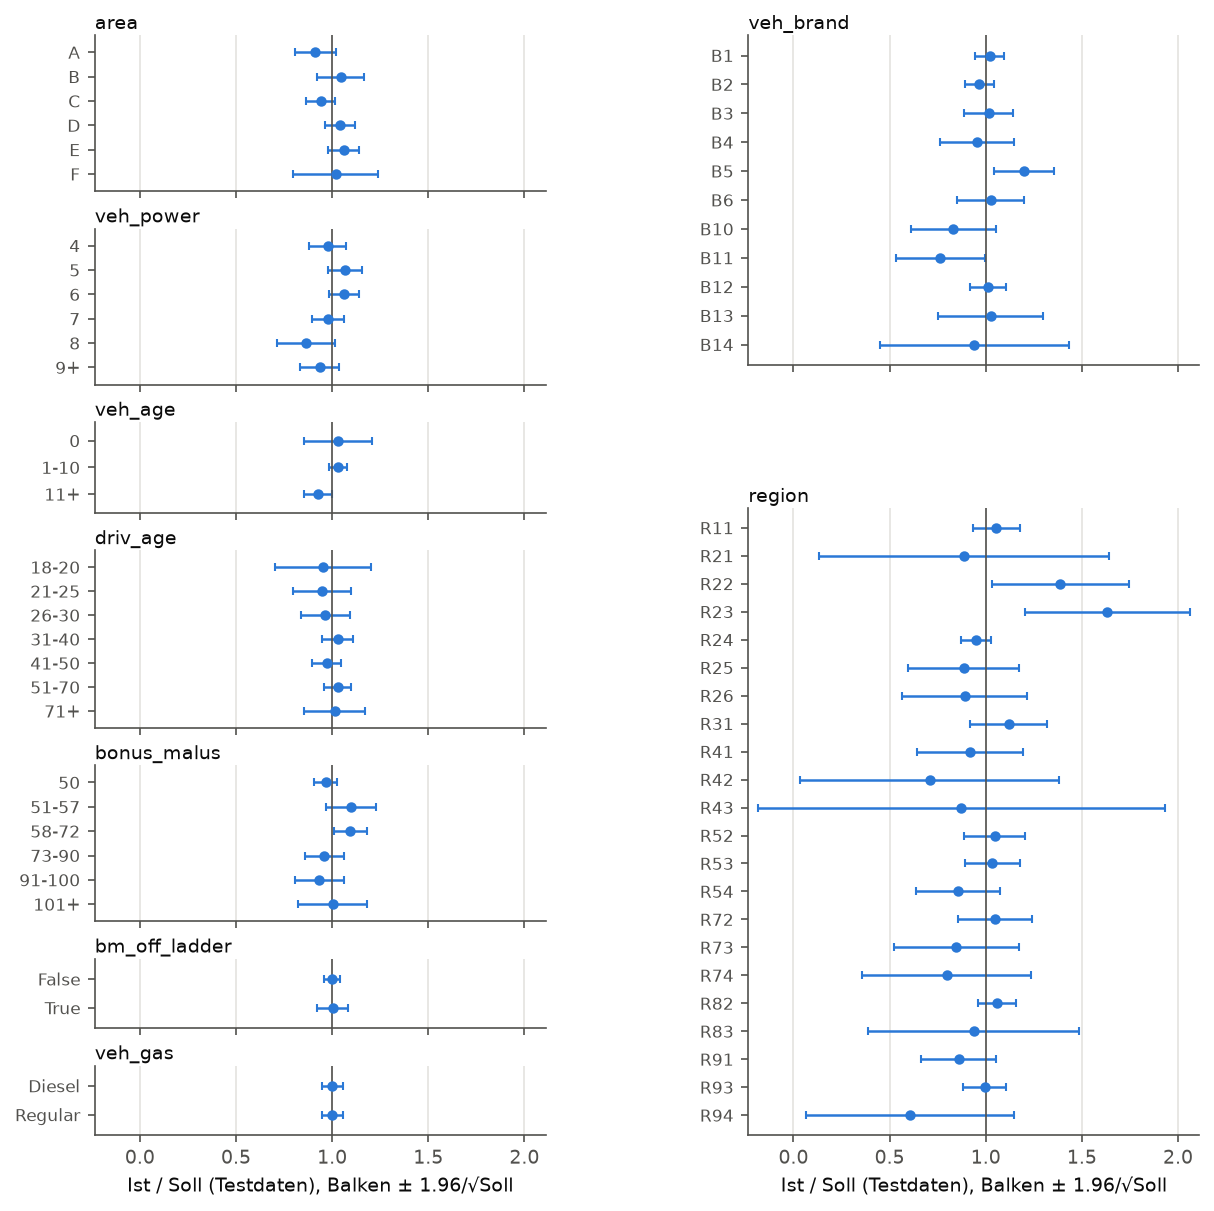 area
A
B
C
D
E
F
veh_power
4
5
6
7
8
9+
veh_age
0
1-10
11+
driv_age
18-20
21-25
26-30
31-40
41-50
51-70
71+
bonus_malus
50
51-57
58-72
73-90
91-100
101+
bm_off_ladder
False
True
veh_gas
Diesel
Regular
0.0 0.5 1.0 1.5 2.0
Ist / Soll (Testdaten), Balken ± 1.96/√Soll
veh_brand
B1
B2
B3
B4
B5
B6
B10
B11
B12
B13
B14
region
R11
R21
R22
R23
R24
R25
R26
R31
R41
R42
R43
R52
R53
R54
R72
R73
R74
R82
R83
R91
R93
R94
0.0 0.5 1.0 1.5 2.0
Ist / Soll (Testdaten), Balken ± 1.96/√Soll